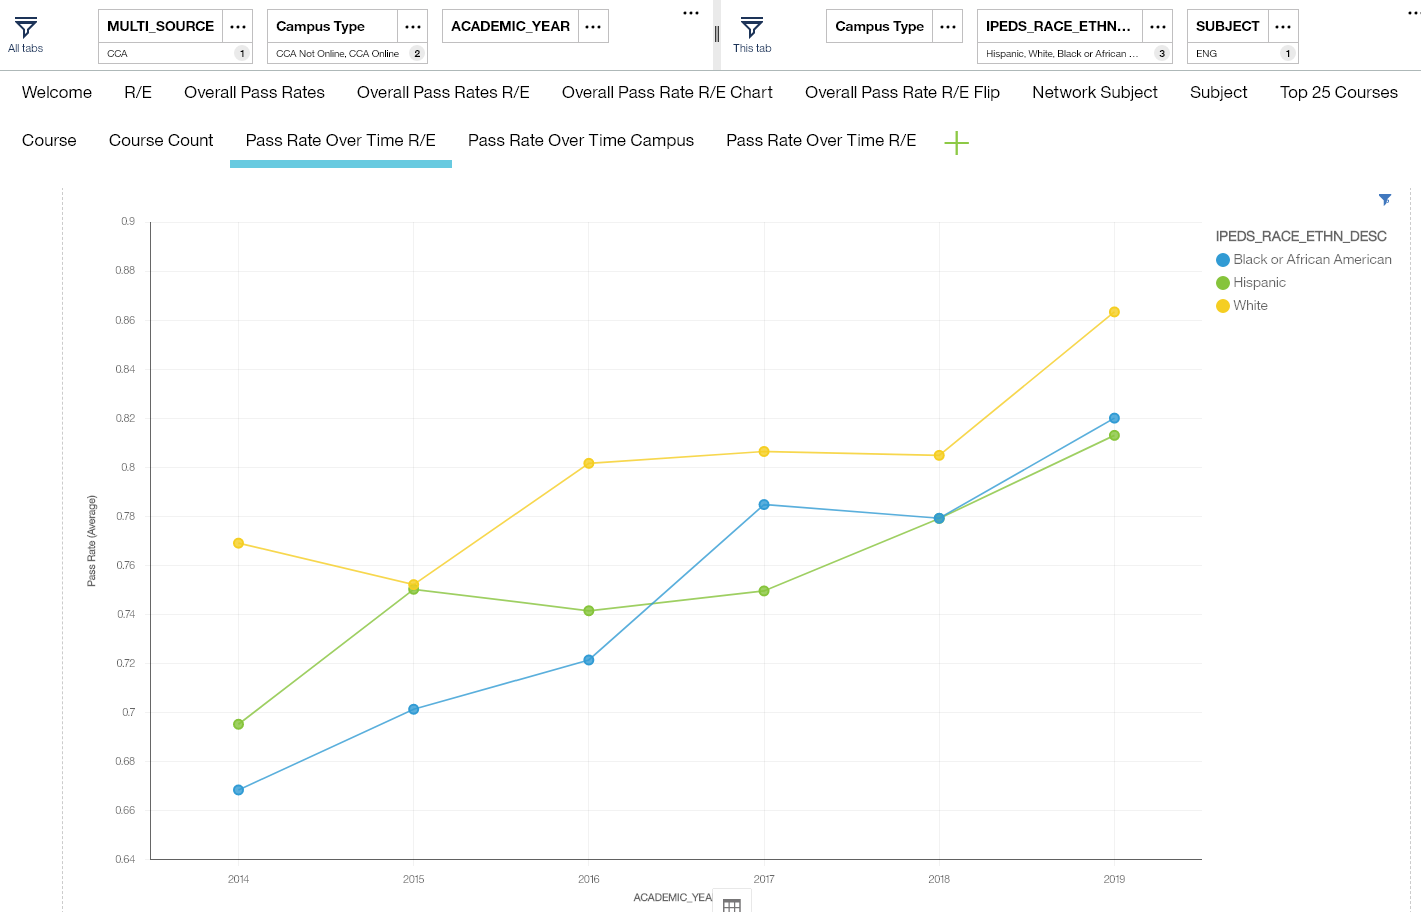 All tabs
MULTI_SOURCE
CCA
1
Campus Type
CCA Not Online, CCA Online
2
ACADEMIC_YEAR
This tab
Campus Type
IPEDS_RACE_ETHN...
Hispanic, White, Black or African ...
3
SUBJECT
ENG
1
Welcome R/E Overall Pass Rates Overall Pass Rates R/E Overall Pass Rate R/E Chart Overall Pass Rate R/E Flip Network Subject Subject Top 25 Courses
Course Course Count Pass Rate Over Time R/E Pass Rate Over Time Campus Pass Rate Over Time R/E
IPEDS_RACE_ETHN_DESC
Black or African American
Hispanic
White
Pass Rate (Average)
0.9
0.88
0.86
0.84
0.82
0.8
0.78
0.76
0.74
0.72
0.7
0.68
0.66
0.64
2014 2015 2016 2017 2018 2019
ACADEMIC_YEA